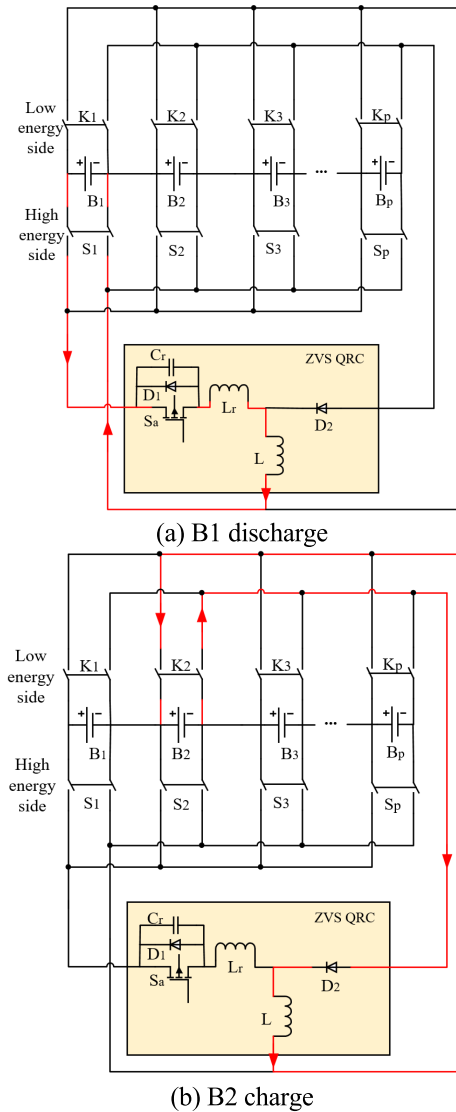 K1 K2 K3 Kp
Low
energy
side
+ - + - + - ... + -
B1 B2 B3 Bp
High
energy
side
S1 S2 S3 Sp
ZVS QRC
Cr
D1
Sa
Lr
D2
L
(a) B1 discharge
Low
energy
side
K1 K2 K3 Kp
+ - + - + - ... + -
B1 B2 B3 Bp
High
energy
side
S1 S2 S3 Sp
ZVS QRC
Cr
D1
Sa
Lr
D2
L
(b) B2 charge